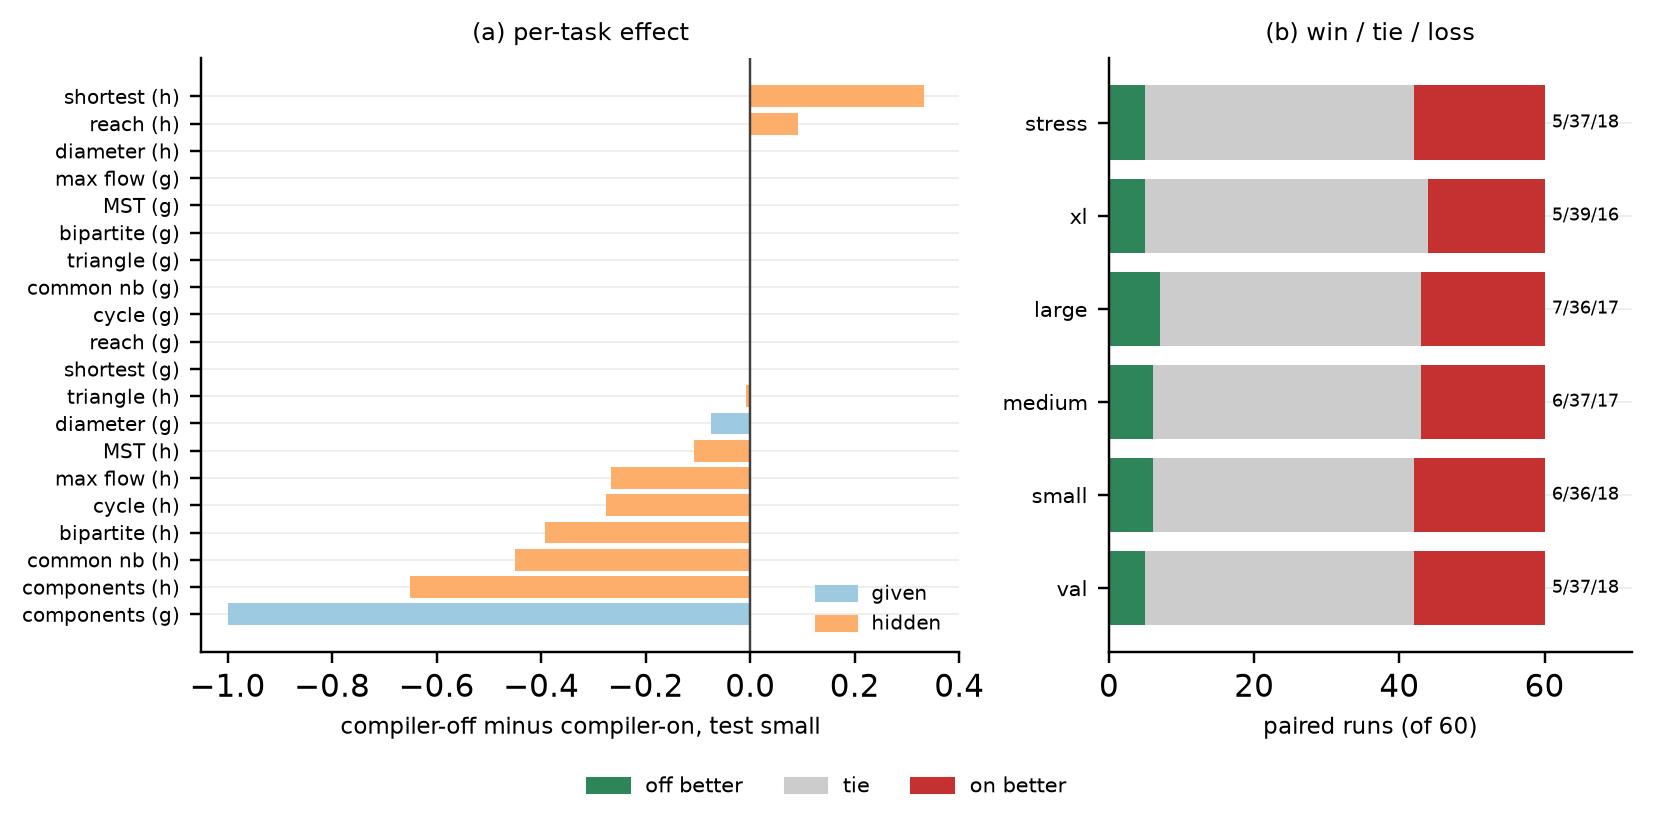 (a) per-task effect
shortest (h)
reach (h)
diameter (h)
max flow (g)
MST (g)
bipartite (g)
triangle (g)
common nb (g)
cycle (g)
reach (g)
shortest (g)
triangle (h)
diameter (g)
MST (h)
max flow (h)
cycle (h)
bipartite (h)
common nb (h)
components (h)
components (g)
given
hidden
−1.0 −0.8 −0.6 −0.4 −0.2 0.0 0.2 0.4
compiler-off minus compiler-on, test small
(b) win / tie / loss
stress 5/37/18
xl 5/39/16
large 7/36/17
medium 6/37/17
small 6/36/18
val 5/37/18
0 20 40 60
paired runs (of 60)
off better tie on better